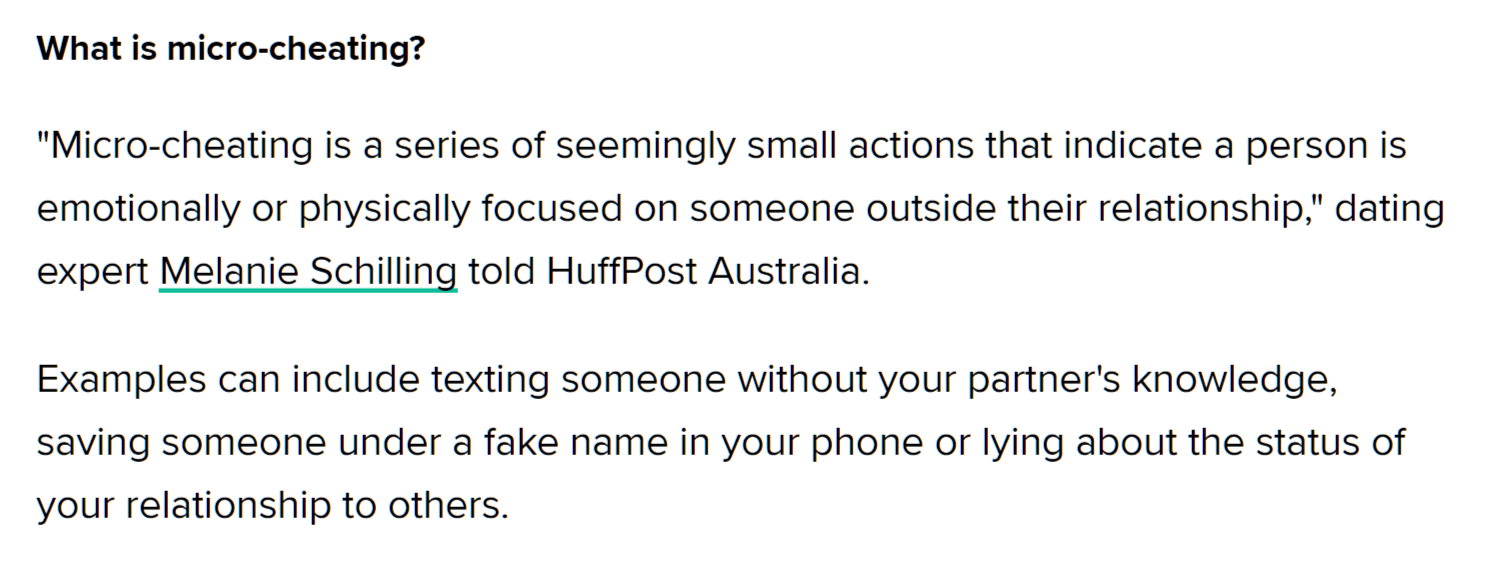 What is micro-cheating?
"Micro-cheating is a series of seemingly small actions that indicate a person is
emotionally or physically focused on someone outside their relationship," dating
expert Melanie Schilling told HuffPost Australia.
Examples can include texting someone without your partner's knowledge,
saving someone under a fake name in your phone or lying about the status of
your relationship to others.